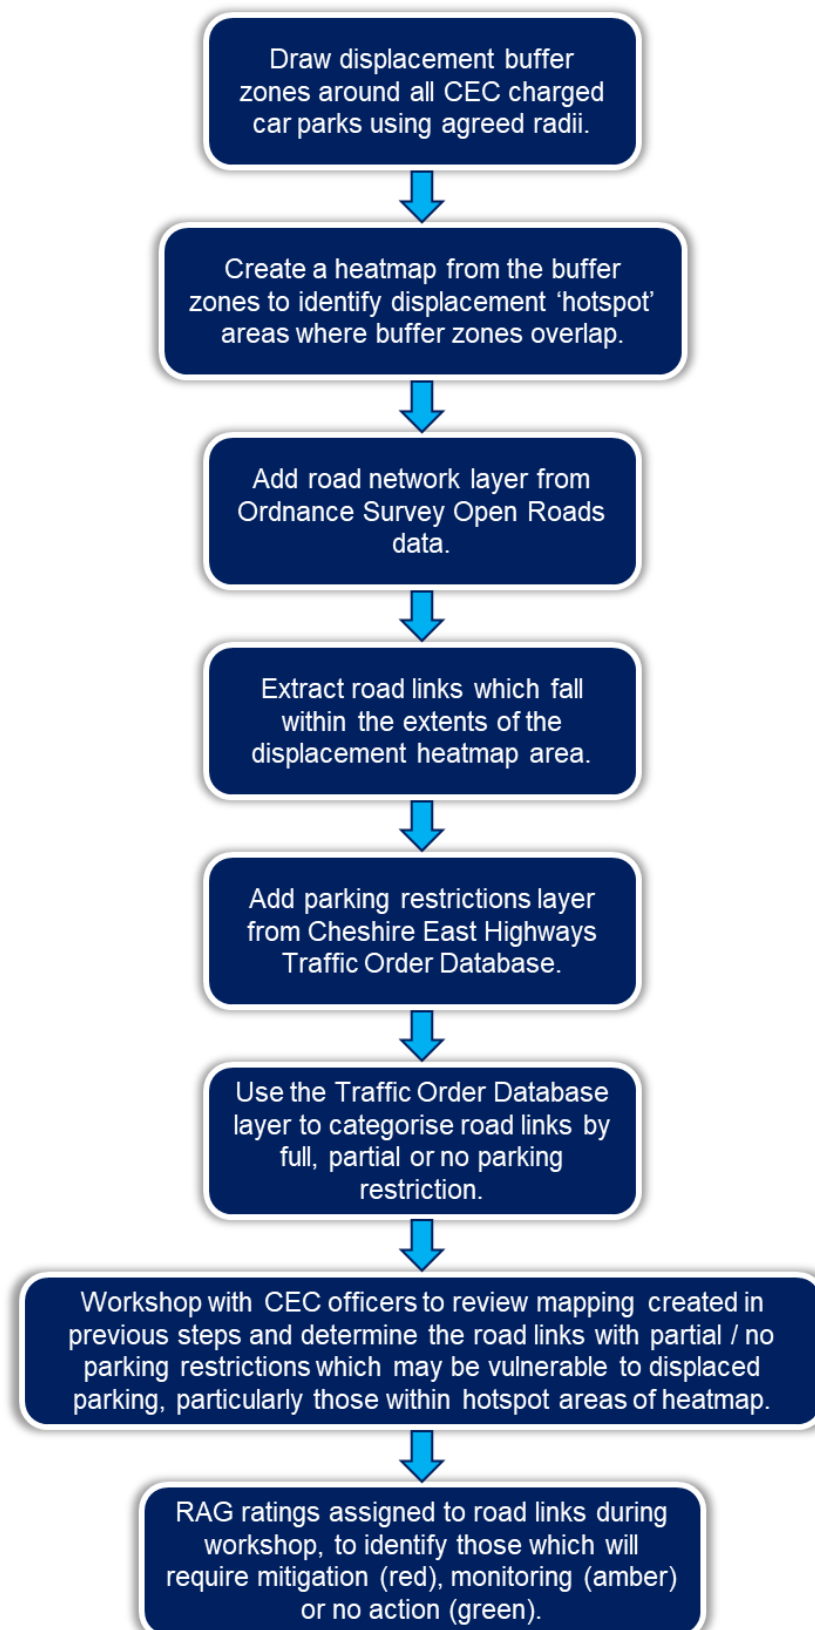 Draw displacement buffer
zones around all CEC charged
car parks using agreed radii.
Create a heatmap from the buffer
zones to identify displacement ‘hotspot’
areas where buffer zones overlap.
Add road network layer from
Ordnance Survey Open Roads
data.
Extract road links which fall
within the extents of the
displacement heatmap area.
Add parking restrictions layer
from Cheshire East Highways
Traffic Order Database.
Use the Traffic Order Database
layer to categorise road links by
full, partial or no parking
restriction.
Workshop with CEC officers to review mapping created in
previous steps and determine the road links with partial / no
parking restrictions which may be vulnerable to displaced
parking, particularly those within hotspot areas of heatmap.
RAG ratings assigned to road links during
workshop, to identify those which will
require mitigation (red), monitoring (amber)
or no action (green).